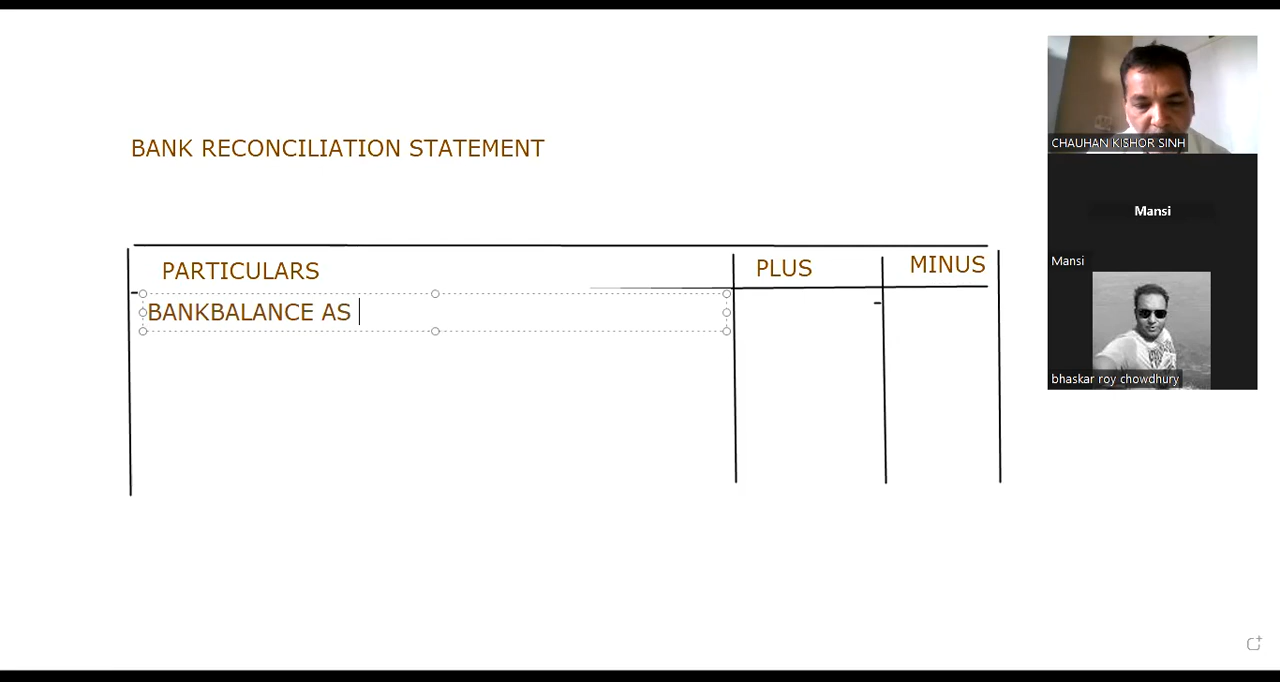 BANK RECONCILIATION STATEMENT
PARTICULARS PLUS MINUS
BANKBALANCE AS
CHAUHAN KISHOR SINH
Mansi
Mansi
bhaskar roy chowdhury